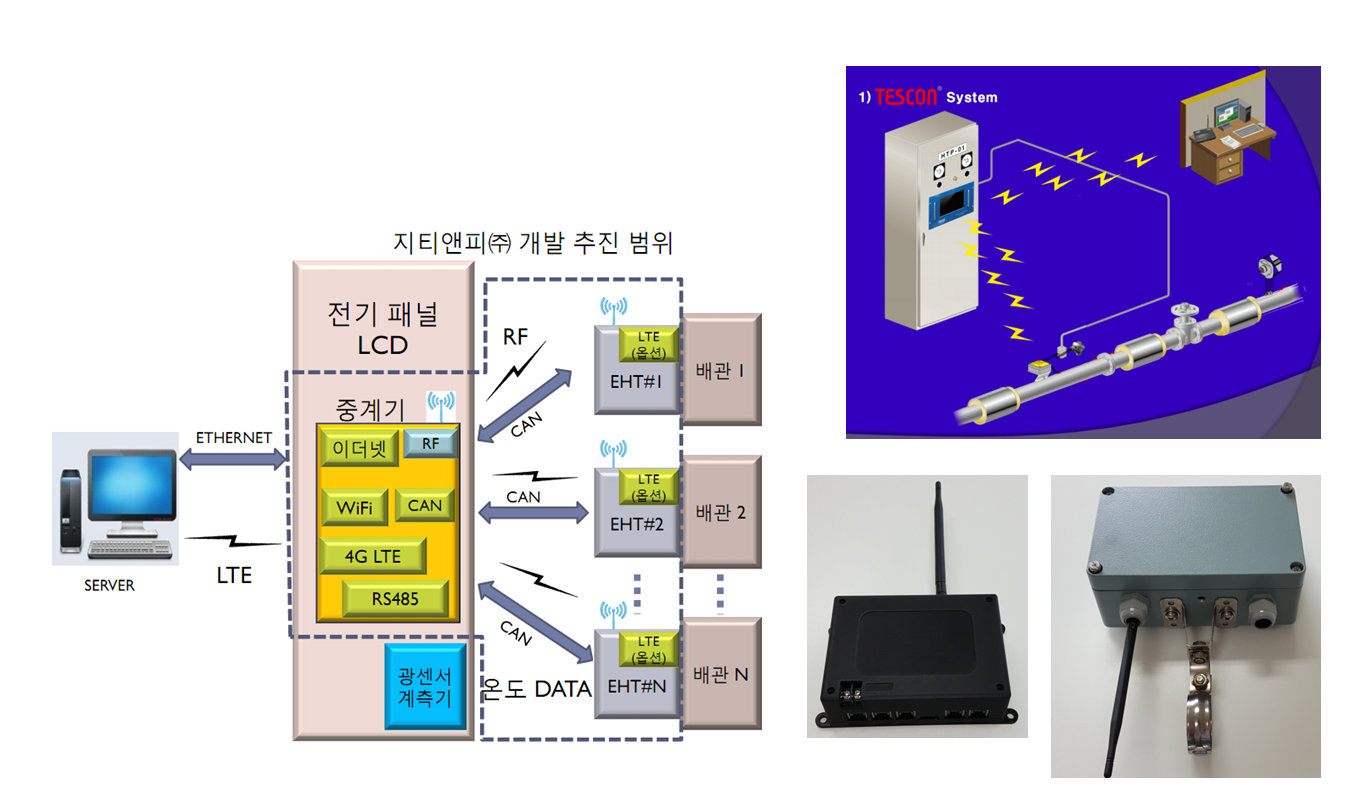 1) TESCON® System
HTP-01
지티앤피㈜ 개발 추진 범위
전기 패널
LCD
중계기
이더넷
RF
WiFi
CAN
4G LTE
RS485
광센서
계측기
ETHERNET
LTE
SERVER
RF
CAN
CAN
CAN
온도 DATA
LTE
(옵션)
EHT#1
배관 1
LTE
(옵션)
EHT#2
배관 2
LTE
(옵션)
EHT#N
배관 N